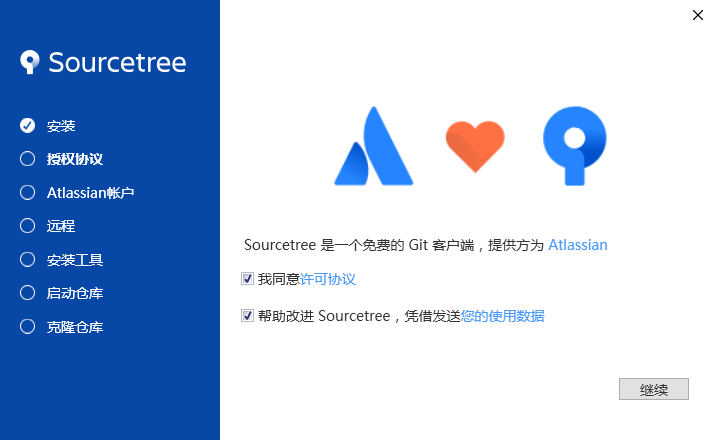 Sourcetree
安装
授权协议
Atlassian帐户
远程
安装工具
启动仓库
克隆仓库
Sourcetree 是一个免费的 Git 客户端，提供方为 Atlassian
我同意许可协议
帮助改进 Sourcetree，凭借发送您的使用数据
继续